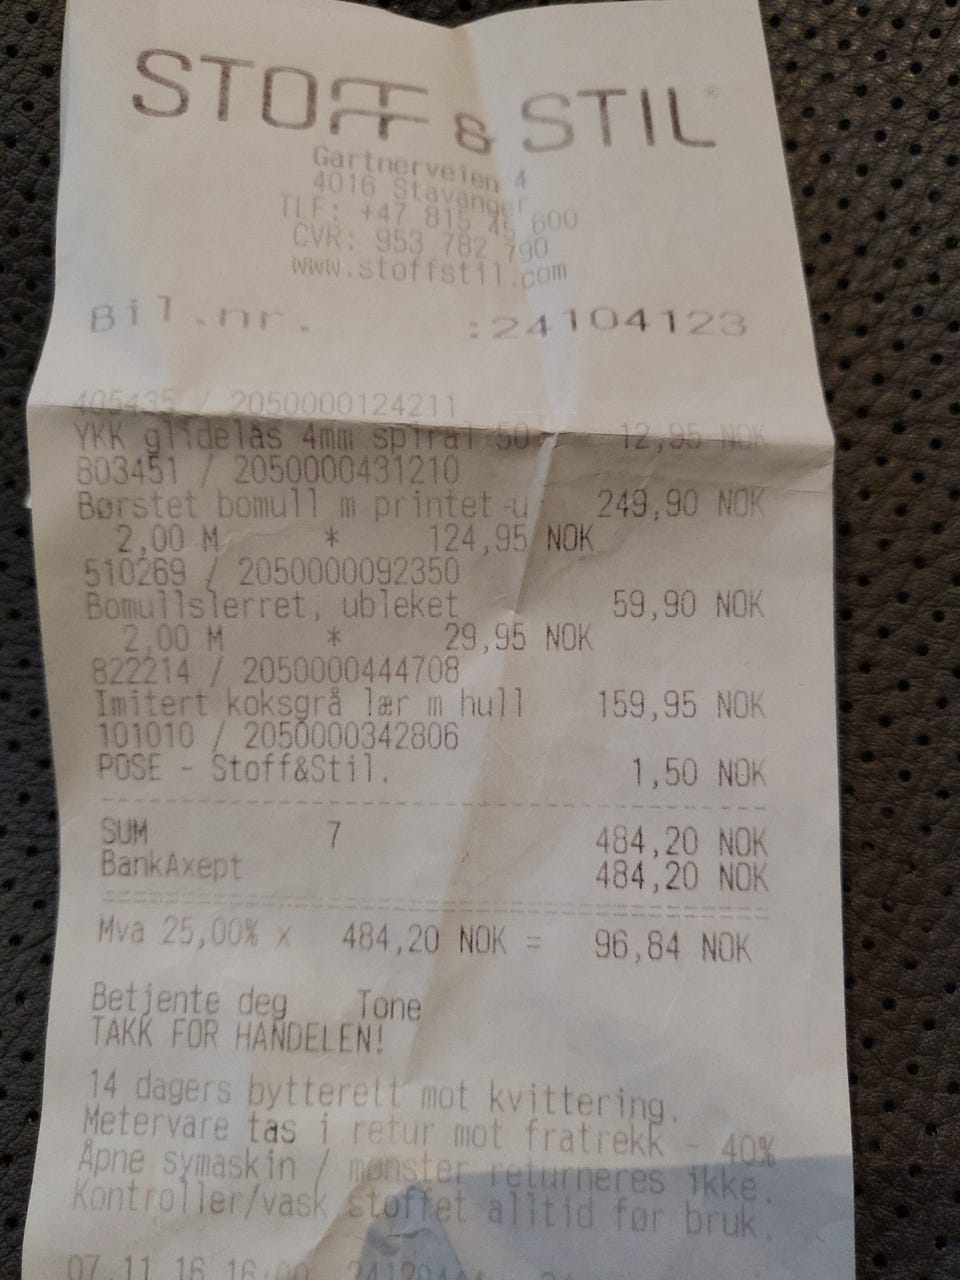 STOFF & STIL
Gartnerveien 4
4016 Stavanger
TLF: +47 815 45 600
CVR: 953 782 790
www.stoffstil.com
Bil.nr. :24104123
405435 / 2050000124211
YKK glidelås 4mm spiral 50 12,95 NOK
803451 / 2050000431210
Børstet bomull m printet u 249,90 NOK
2,00 M * 124,95 NOK
510269 / 2050000092350
Bomullslerret, ubleket 59,90 NOK
2,00 M * 29,95 NOK
822214 / 2050000444708
Imitert koksgrå lær m hull 159,95 NOK
101010 / 2050000342806
POSE - Stoff&Stil. 1,50 NOK
SUM 7 484,20 NOK
BankAxept 484,20 NOK
Mva 25,00% x 484,20 NOK = 96,84 NOK
Betjente deg Tone
TAKK FOR HANDELEN!
14 dagers bytterett mot kvittering.
Metervare tas i retur mot fratrekk - 40%
Åpne symaskin / mønster returneres ikke.
Kontroller/vask stoffet alltid før bruk.
07.11.16 16:00